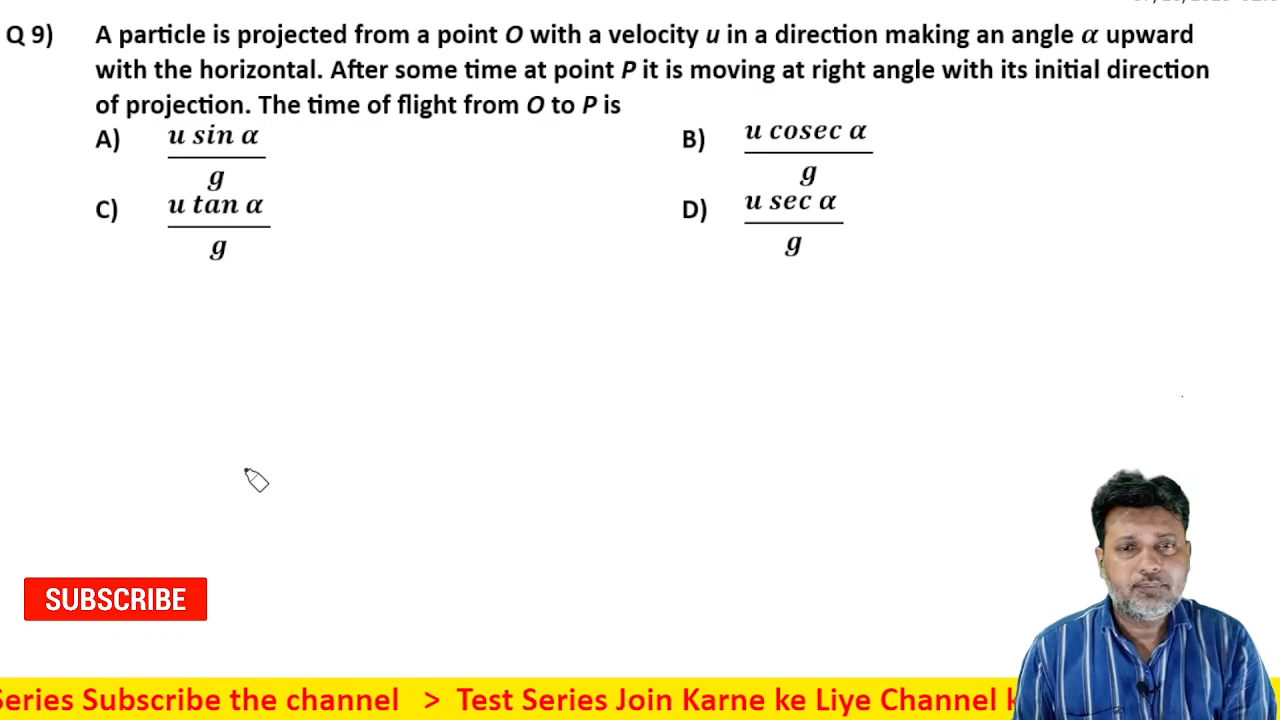 Q 9) A particle is projected from a point O with a velocity u in a direction making an angle α upward
with the horizontal. After some time at point P it is moving at right angle with its initial direction
of projection. The time of flight from O to P is
A) u sin α / g B) u cosec α / g
C) u tan α / g D) u sec α / g
SUBSCRIBE
Series Subscribe the channel > Test Series Join Karne ke Liye Channel